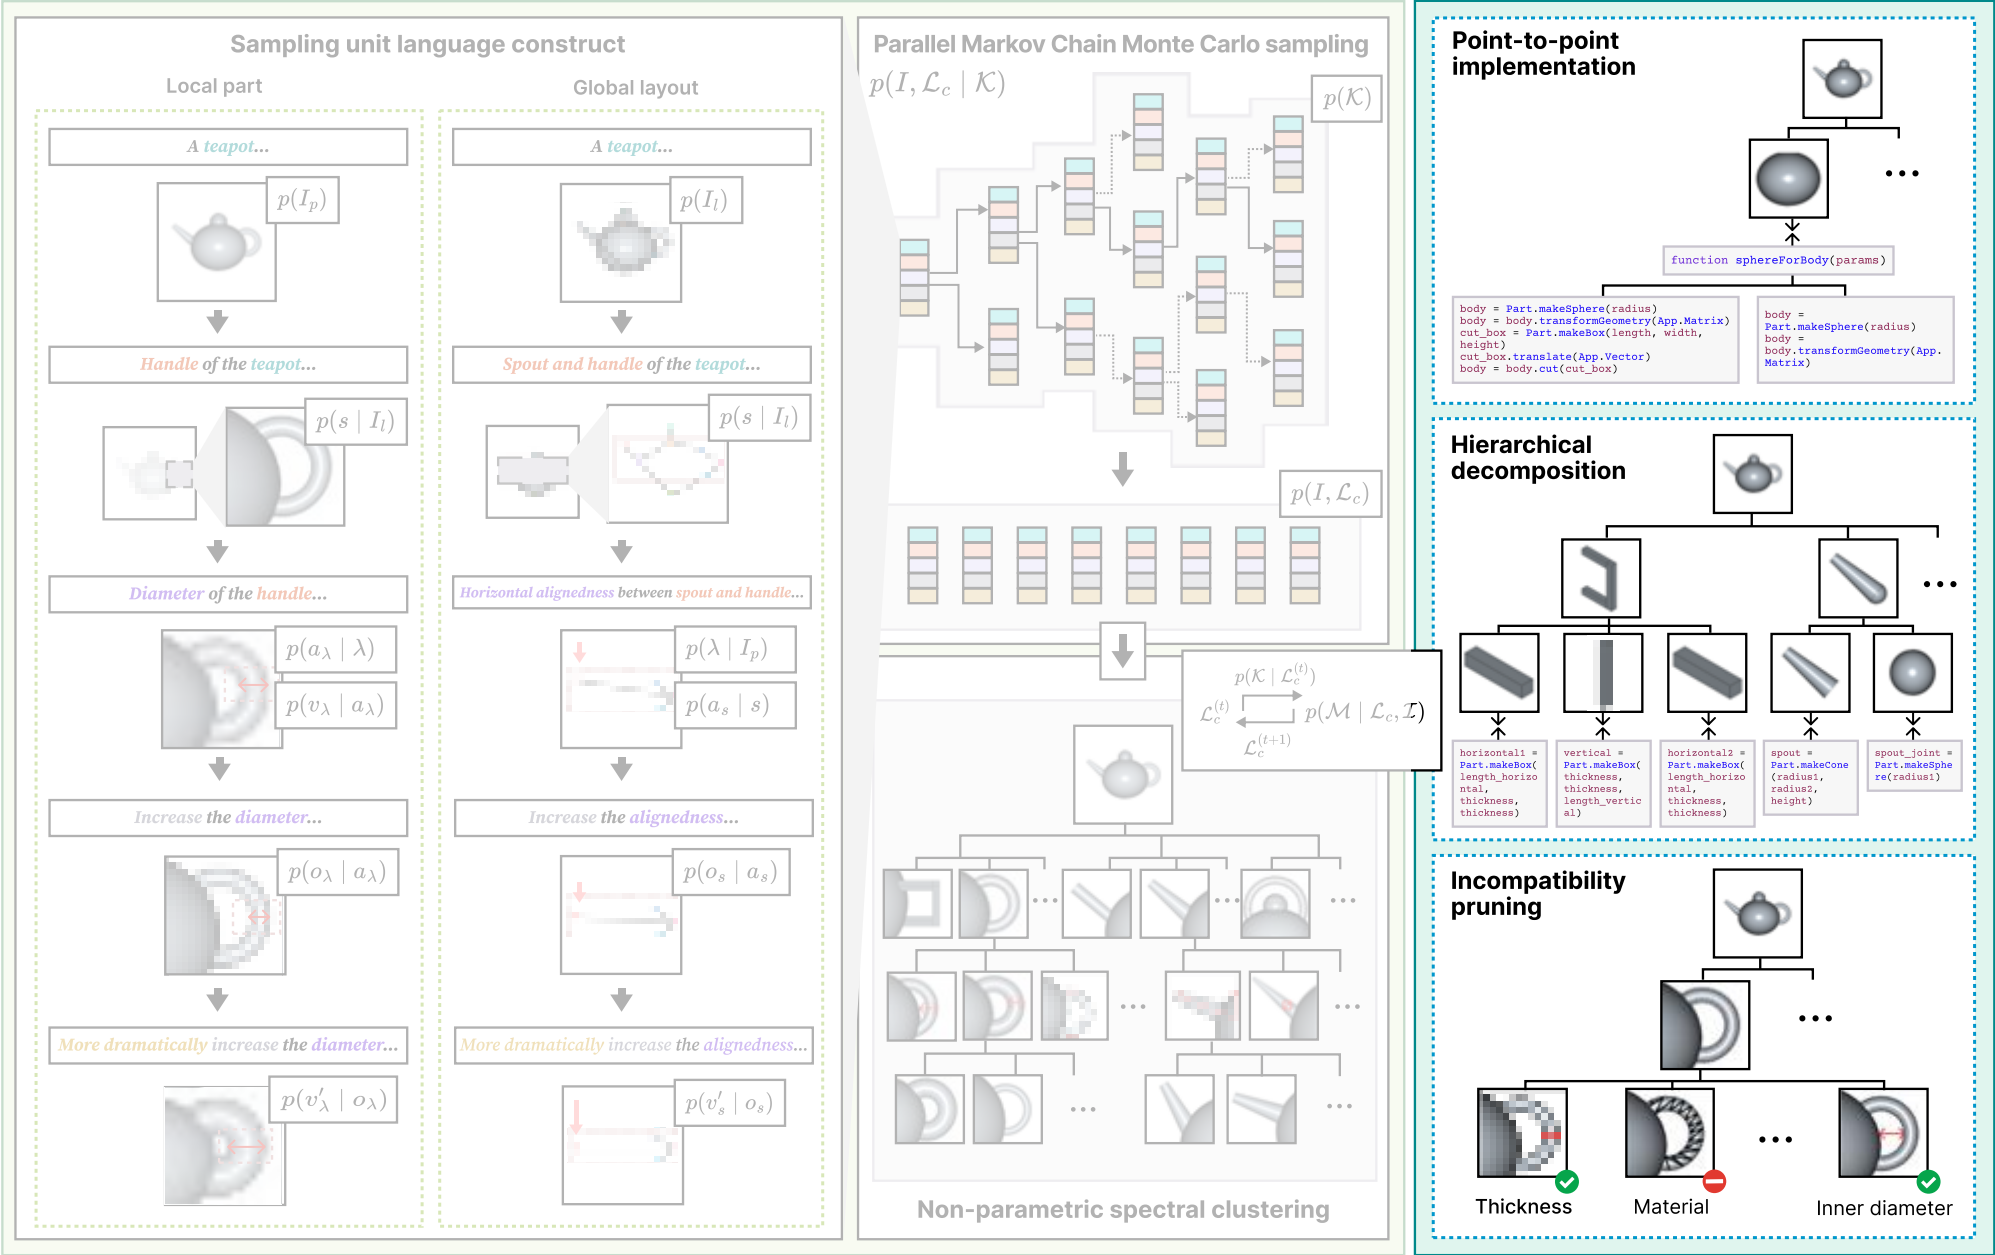 Sampling unit language construct
Local part
Global layout
A teapot...
p(I_p)
Handle of the teapot...
p(s | I_l)
Diameter of the handle...
p(a_λ | λ)
p(v_λ | a_λ)
Increase the diameter...
p(o_λ | a_λ)
More dramatically increase the diameter...
p(v′_λ | o_λ)
A teapot...
p(I_l)
Spout and handle of the teapot...
p(s | I_l)
Horizontal alignedness between spout and handle...
p(λ | I_p)
p(a_s | s)
Increase the alignedness...
p(o_s | a_s)
More dramatically increase the alignedness...
p(v′_s | o_s)
Parallel Markov Chain Monte Carlo sampling
p(I, ℒ_c | 𝒦)
p(𝒦)
p(I, ℒ_c)
p(𝒦 | ℒ_c^(t))
ℒ_c^(t)
p(ℳ | ℒ_c, ℐ)
ℒ_c^(t+1)
...
...
...
...
...
...
...
Non-parametric spectral clustering
Point-to-point
implementation
...
function sphereForBody(params)
body = Part.makeSphere(radius)
body = body.transformGeometry(App.Matrix)
cut_box = Part.makeBox(length, width,
height)
cut_box.translate(App.Vector)
body = body.cut(cut_box)
body =
Part.makeSphere(radius)
body =
body.transformGeometry(App.
Matrix)
Hierarchical
decomposition
...
horizontal1 =
Part.makeBox(
length_horizo
ntal,
thickness,
thickness)
vertical =
Part.makeBox(
thickness,
thickness,
length_vertic
al)
horizontal2 =
Part.makeBox(
length_horizo
ntal,
thickness,
thickness)
spout =
Part.makeCone
(radius1,
radius2,
height)
spout_joint =
Part.makeSphe
re(radius1)
Incompatibility
pruning
...
...
Thickness
Material
Inner diameter